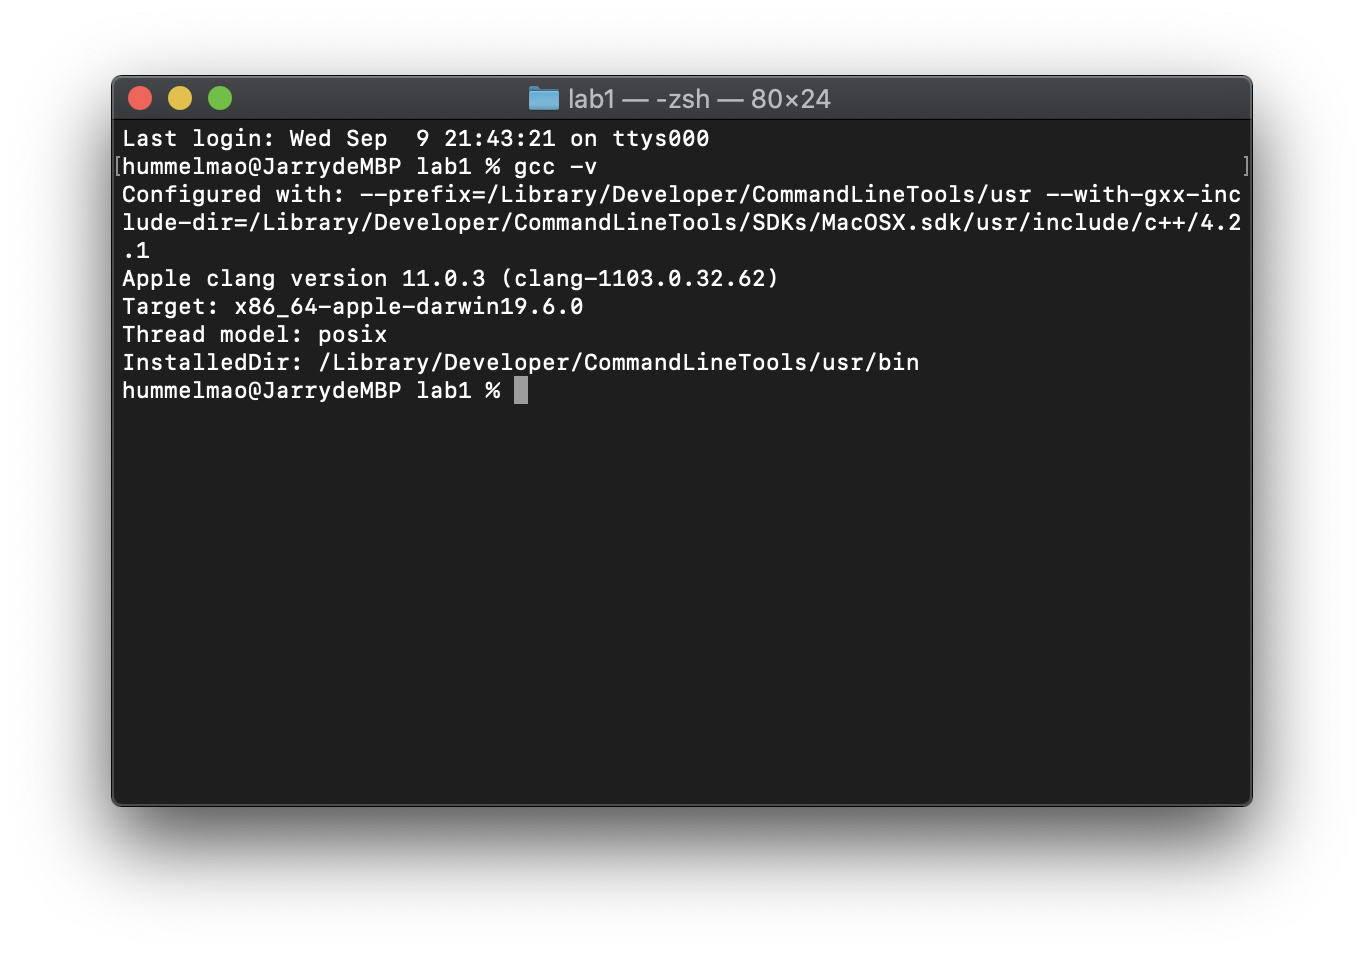 lab1 — -zsh — 80×24
Last login: Wed Sep  9 21:43:21 on ttys000
[hummelmao@JarrydeMBP lab1 % gcc -v ]
Configured with: --prefix=/Library/Developer/CommandLineTools/usr --with-gxx-inc
lude-dir=/Library/Developer/CommandLineTools/SDKs/MacOSX.sdk/usr/include/c++/4.2
.1
Apple clang version 11.0.3 (clang-1103.0.32.62)
Target: x86_64-apple-darwin19.6.0
Thread model: posix
InstalledDir: /Library/Developer/CommandLineTools/usr/bin
hummelmao@JarrydeMBP lab1 %